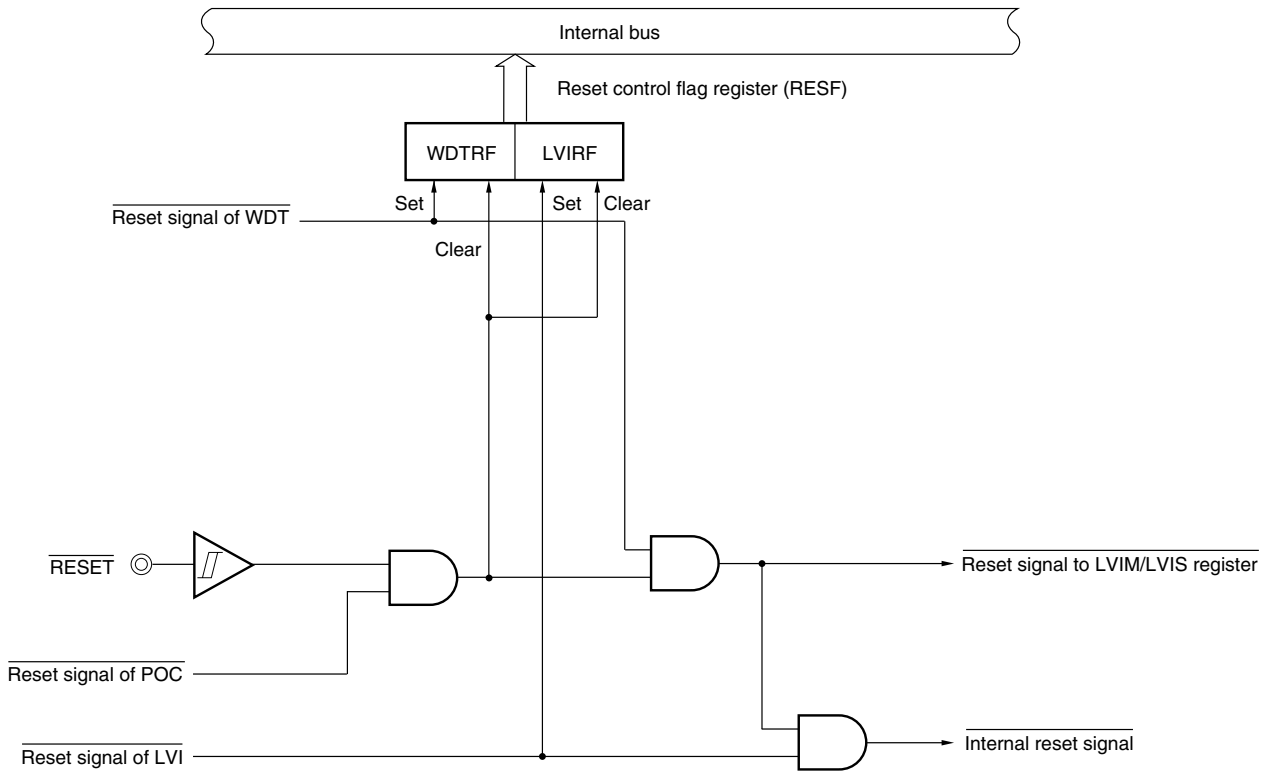 Internal bus
Reset control flag register (RESF)
WDTRF
LVIRF
Set
Set
Clear
Reset signal of WDT
Clear
RESET
Reset signal to LVIM/LVIS register
Reset signal of POC
Internal reset signal
Reset signal of LVI